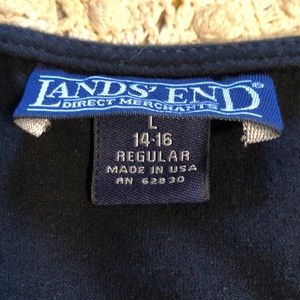 LANDS' END®
DIRECT MERCHANTS
L
14-16
REGULAR
MADE IN USA
RN 62830